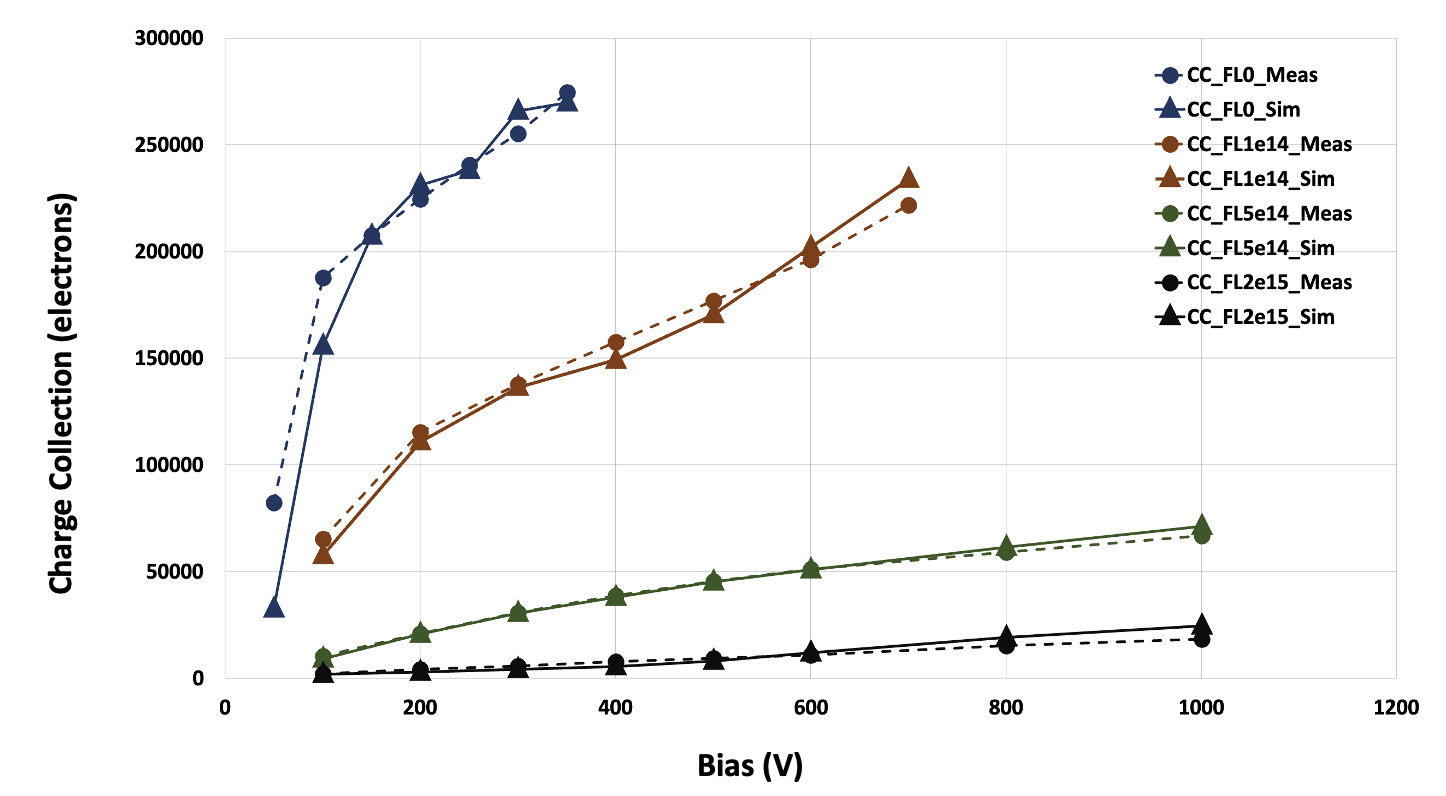 300000
250000
200000
150000
100000
50000
0
0
200
400
600
800
1000
1200
Charge Collection (electrons)
Bias (V)
CC_FL0_Meas
CC_FL0_Sim
CC_FL1e14_Meas
CC_FL1e14_Sim
CC_FL5e14_Meas
CC_FL5e14_Sim
CC_FL2e15_Meas
CC_FL2e15_Sim